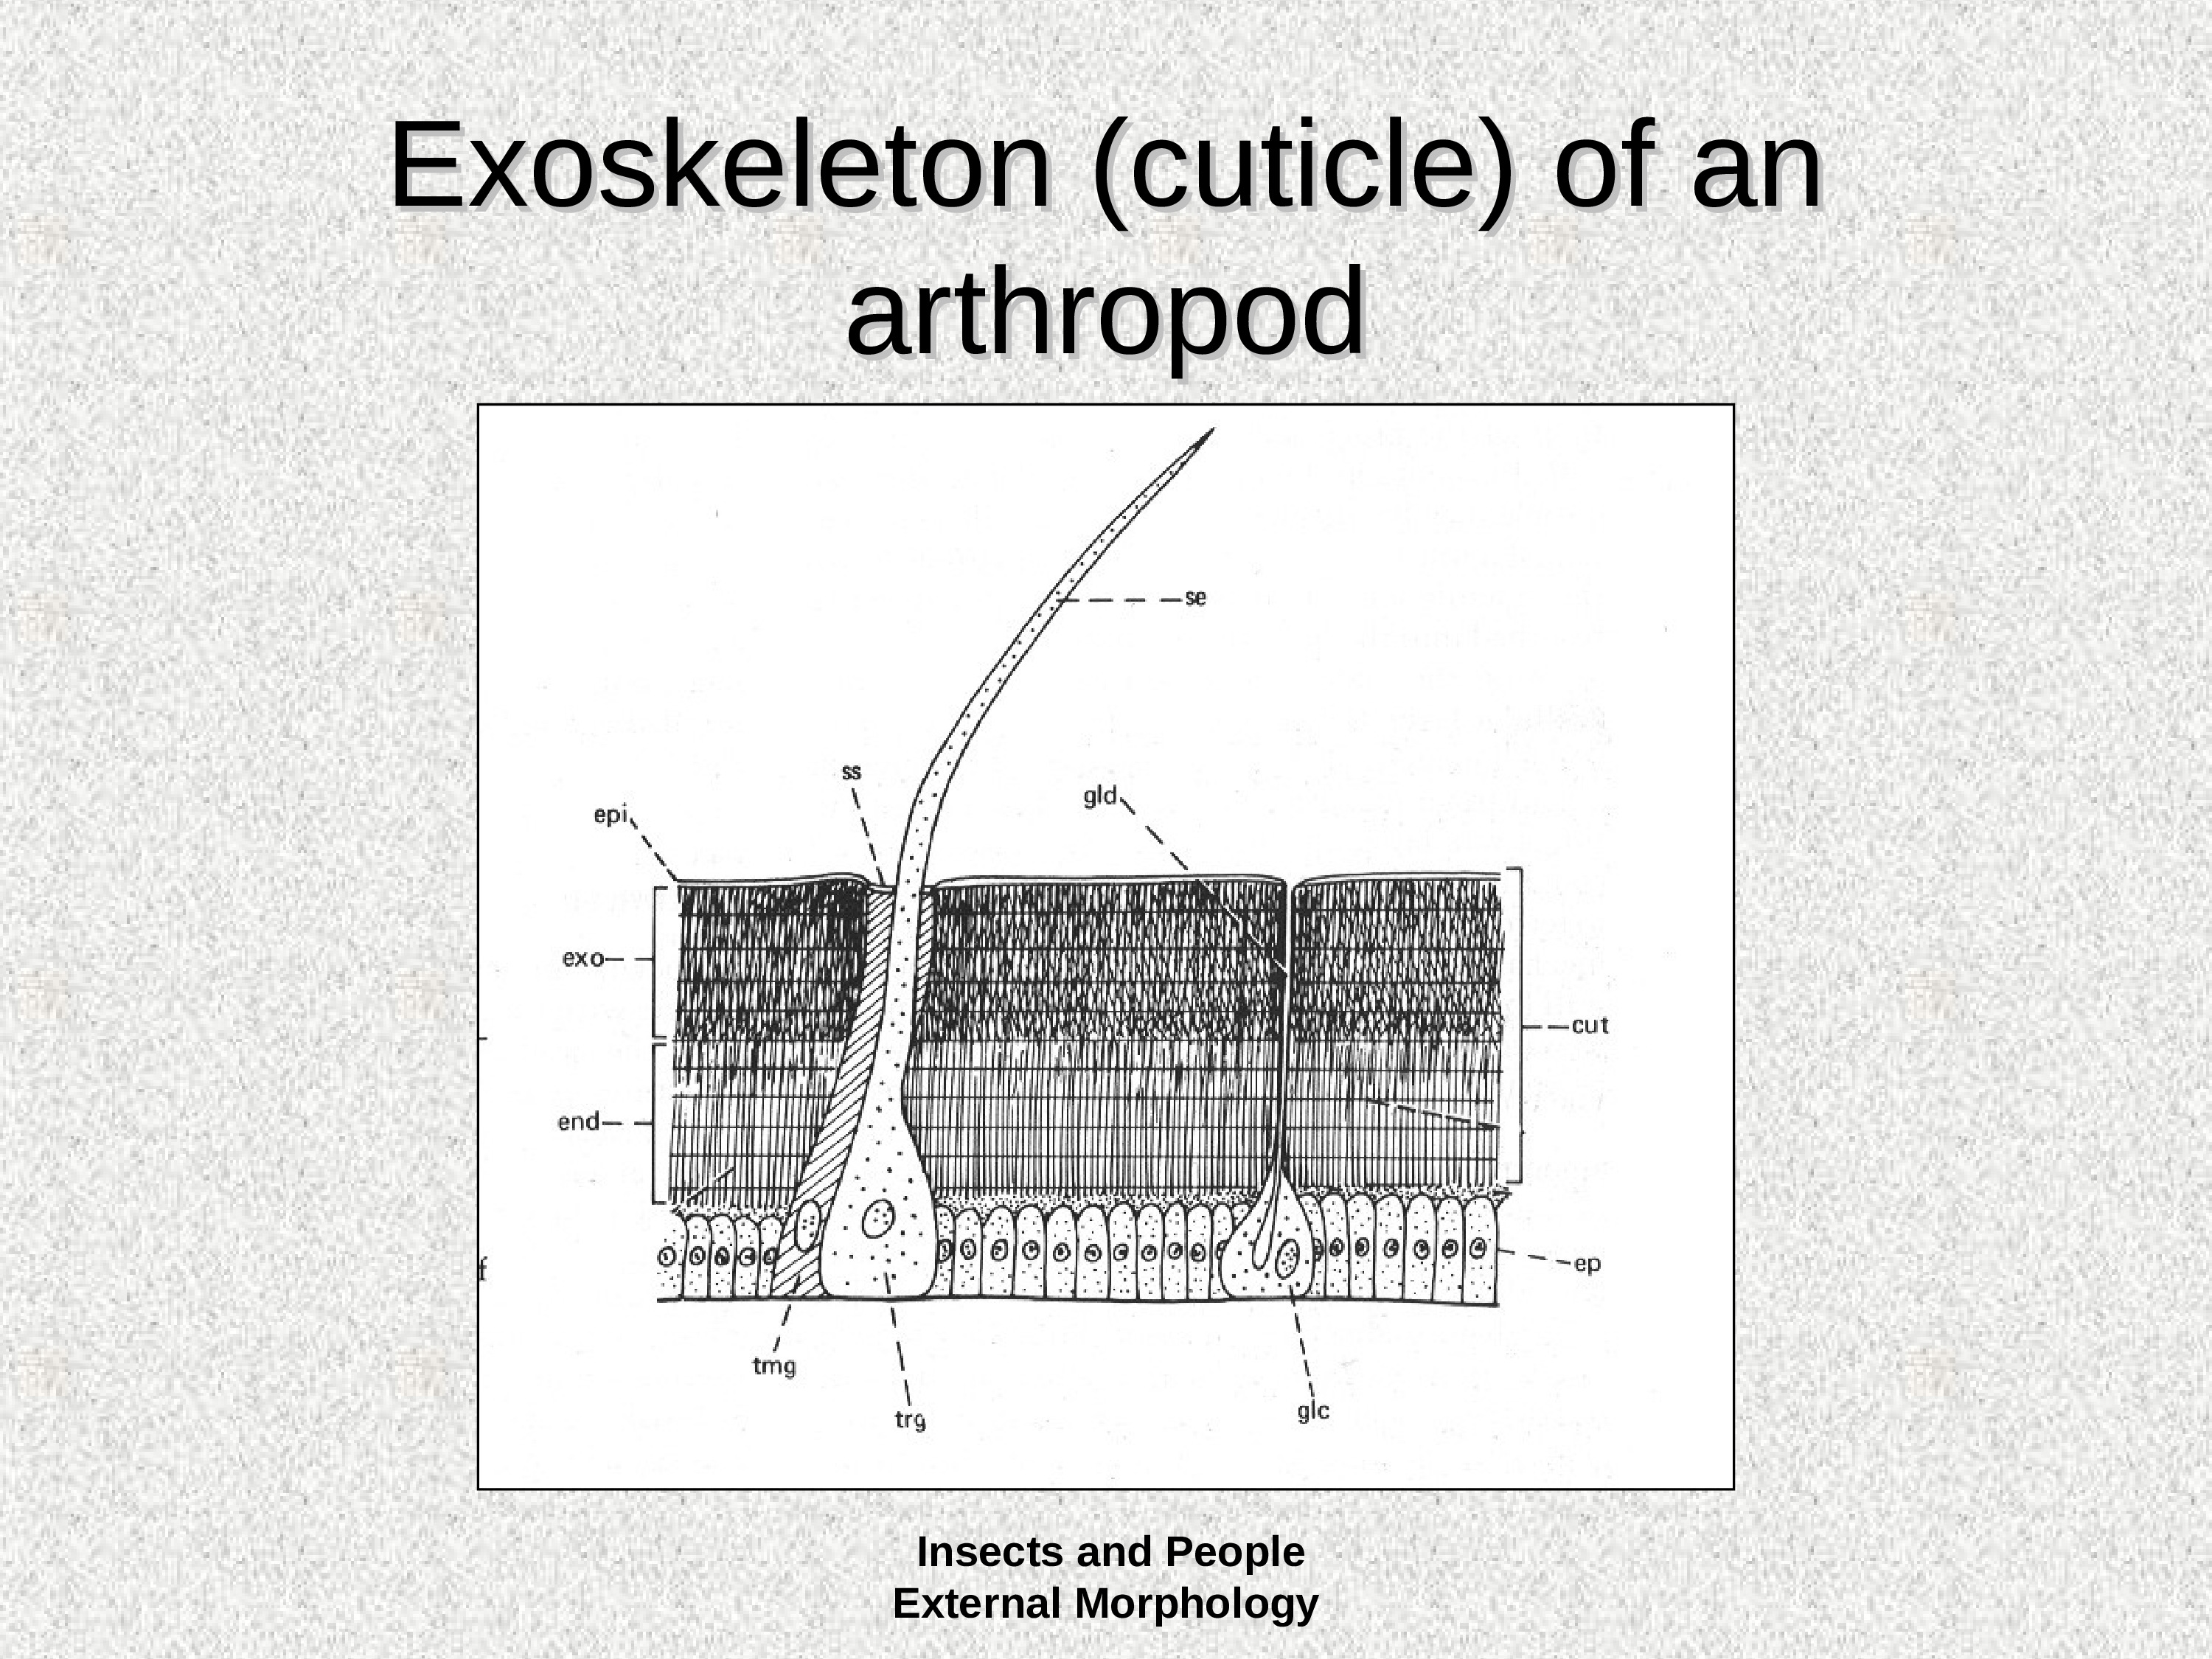 Exoskeleton (cuticle) of an
arthropod
se
ss
gld
epi
exo
cut
end
ep
f
tmg
glc
trg
Insects and People
External Morphology